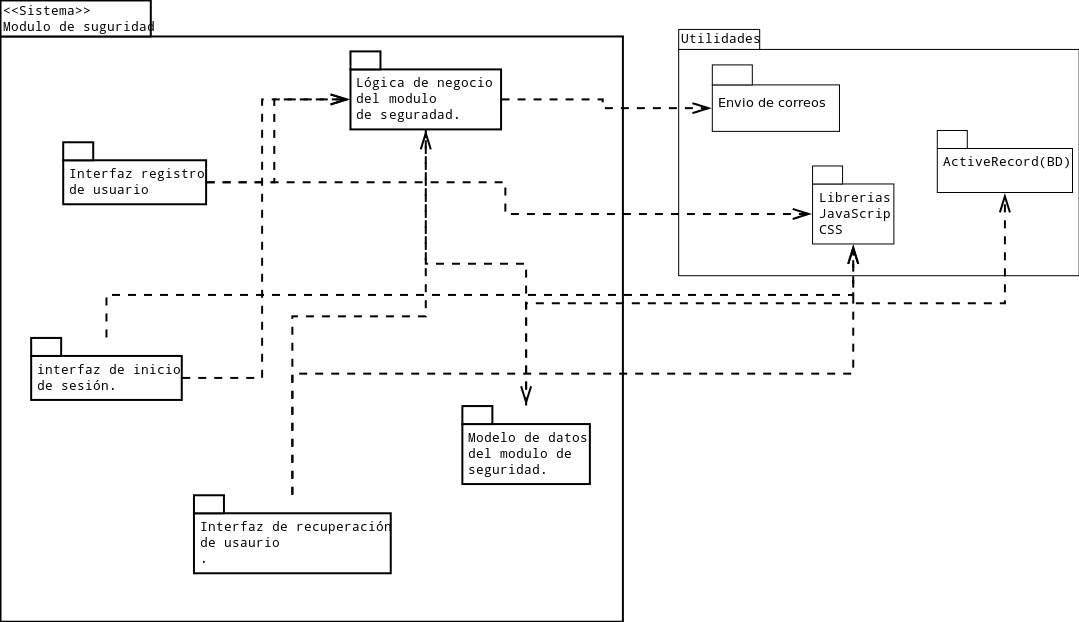 <<Sistema>>
Modulo de suguridad
Utilidades
Lógica de negocio
del modulo
de seguradad.
Envio de correos
ActiveRecord(BD)
Interfaz registro
de usuario
Librerias
JavaScrip
CSS
interfaz de inicio
de sesión.
Modelo de datos
del modulo de
seguridad.
Interfaz de recuperación
de usaurio
.